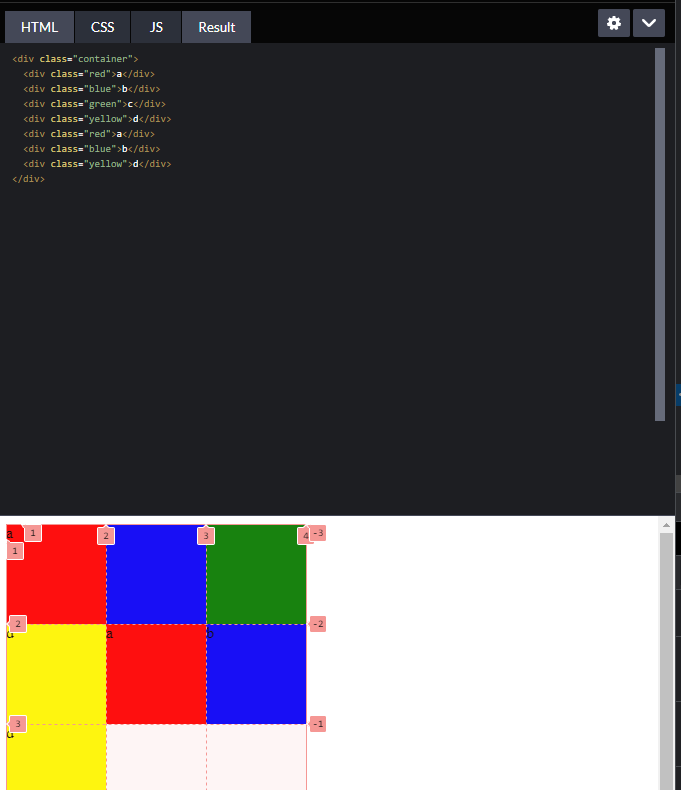 HTML CSS JS Result
<div class="container">
<div class="red">a</div>
<div class="blue">b</div>
<div class="green">c</div>
<div class="yellow">d</div>
<div class="red">a</div>
<div class="blue">b</div>
<div class="yellow">d</div>
</div>
a 1 2 3 4 -3
1
2 -2
d a b
3 -1
d